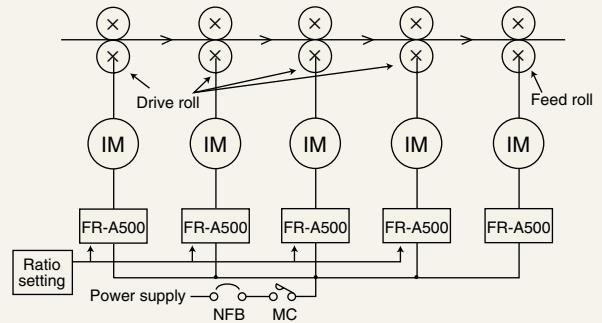 Drive roll
Feed roll
IM IM IM IM IM
FR-A500 FR-A500 FR-A500 FR-A500 FR-A500
Ratio
setting
Power supply
NFB MC